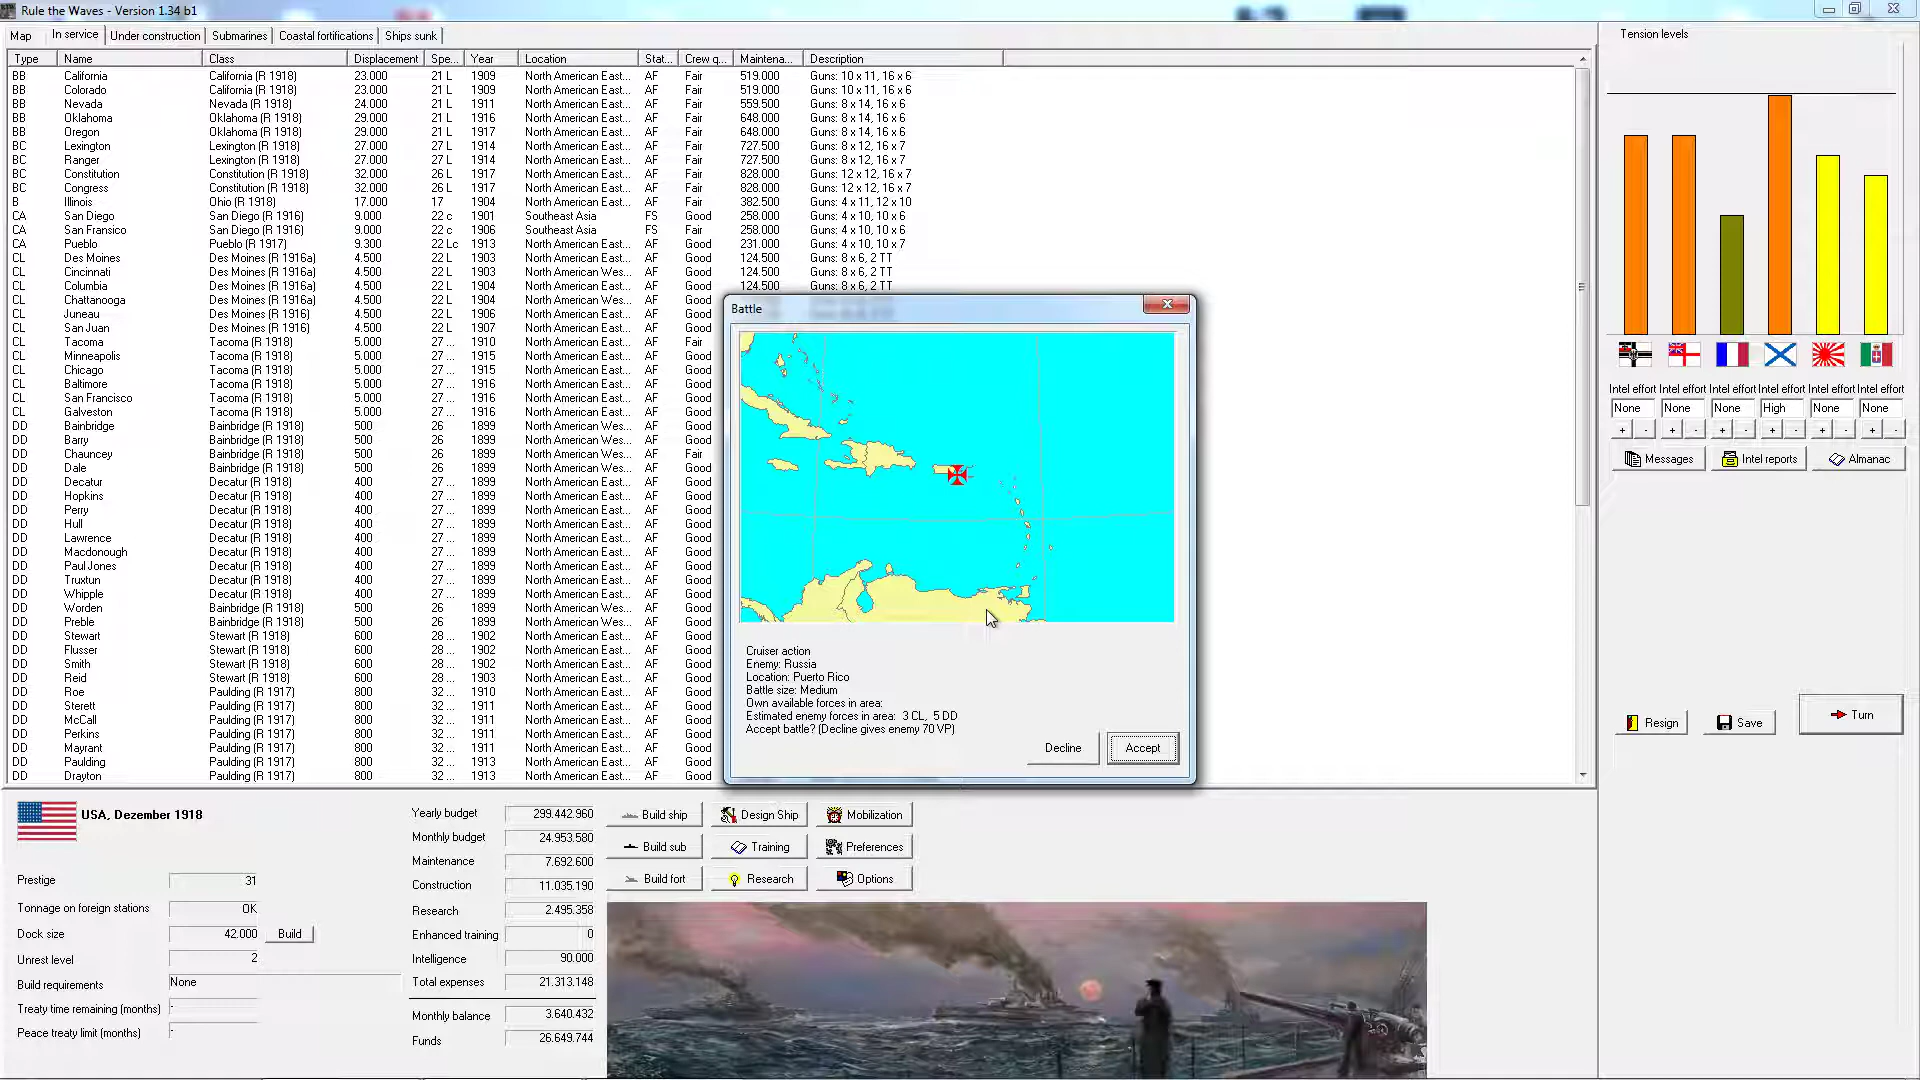 Rule the Waves - Version 1.34 b1
Map In service Under construction Submarines Coastal fortifications Ships sunk
Type Name Class Displacement Spe... Year Location Stat... Crew q... Maintena... Description
BB California California (R 1918) 23.000 21 L 1909 North American East... AF Fair 519.000 Guns: 10 x 11, 16 x 6
BB Colorado California (R 1918) 23.000 21 L 1909 North American East... AF Fair 519.000 Guns: 10 x 11, 16 x 6
BB Nevada Nevada (R 1918) 24.000 21 L 1911 North American East... AF Fair 559.500 Guns: 8 x 14, 16 x 6
BB Oklahoma Oklahoma (R 1918) 29.000 21 L 1916 North American East... AF Fair 648.000 Guns: 8 x 14, 16 x 6
BB Oregon Oklahoma (R 1918) 29.000 21 L 1917 North American East... AF Fair 648.000 Guns: 8 x 14, 16 x 6
BC Lexington Lexington (R 1918) 27.000 27 L 1914 North American East... AF Fair 727.500 Guns: 8 x 12, 16 x 7
BC Ranger Lexington (R 1918) 27.000 27 L 1914 North American East... AF Fair 727.500 Guns: 8 x 12, 16 x 7
BC Constitution Constitution (R 1918) 32.000 26 L 1917 North American East... AF Fair 828.000 Guns: 12 x 12, 16 x 7
BC Congress Constitution (R 1918) 32.000 26 L 1917 North American East... AF Fair 828.000 Guns: 12 x 12, 16 x 7
B Illinois Ohio (R 1918) 17.000 17 1904 North American East... AF Fair 382.500 Guns: 4 x 11, 12 x 10
CA San Diego San Diego (R 1916) 9.000 22 c 1901 Southeast Asia FS Good 258.000 Guns: 4 x 10, 10 x 6
CA San Fransico San Diego (R 1916) 9.000 22 c 1906 Southeast Asia FS Fair 258.000 Guns: 4 x 10, 10 x 6
CA Pueblo Pueblo (R 1917) 9.300 22 Lc 1913 North American East... AF Good 231.000 Guns: 4 x 10, 10 x 7
CL Des Moines Des Moines (R 1916a) 4.500 22 L 1903 North American East... AF Good 124.500 Guns: 8 x 6, 2 TT
CL Cincinnati Des Moines (R 1916a) 4.500 22 L 1903 North American Wes... AF Good 124.500 Guns: 8 x 6, 2 TT
CL Columbia Des Moines (R 1916a) 4.500 22 L 1904 North American East... AF Good 124.500 Guns: 8 x 6, 2 TT
CL Chattanooga Des Moines (R 1916a) 4.500 22 L 1904 North American Wes... AF Good
CL Juneau Des Moines (R 1916a) 4.500 22 L 1904 North American East... AF Good
CL San Juan Des Moines (R 1916) 4.500 22 L 1907 North American East... AF Good
CL Tacoma Tacoma (R 1918) 5.000 27 ... 1910 North American East... AF Fair
CL Minneapolis Tacoma (R 1918) 5.000 27 ... 1915 North American East... AF Good
CL Chicago Tacoma (R 1918) 5.000 27 ... 1915 North American East... AF Good
CL Baltimore Tacoma (R 1918) 5.000 27 ... 1916 North American East... AF Good
CL San Francisco Tacoma (R 1918) 5.000 27 ... 1916 North American East... AF Good
CL Galveston Tacoma (R 1918) 5.000 27 ... 1916 North American East... AF Good
DD Bainbridge Bainbridge (R 1918) 500 26 1899 North American Wes... AF Good
DD Barry Bainbridge (R 1918) 500 26 1899 North American Wes... AF Good
DD Chauncey Bainbridge (R 1918) 500 26 1899 North American Wes... AF Fair
DD Dale Bainbridge (R 1918) 500 26 1899 North American Wes... AF Good
DD Decatur Decatur (R 1918) 400 27 ... 1899 North American East... AF Good
DD Hopkins Decatur (R 1918) 400 27 ... 1899 North American East... AF Good
DD Perry Decatur (R 1918) 400 27 ... 1899 North American East... AF Good
DD Hull Decatur (R 1918) 400 27 ... 1899 North American East... AF Good
DD Lawrence Decatur (R 1918) 400 27 ... 1899 North American East... AF Good
DD Macdonough Decatur (R 1918) 400 27 ... 1899 North American East... AF Good
DD Paul Jones Decatur (R 1918) 400 27 ... 1899 North American East... AF Good
DD Truxtun Decatur (R 1918) 400 27 ... 1899 North American East... AF Good
DD Whipple Decatur (R 1918) 400 27 ... 1899 North American East... AF Good
DD Worden Bainbridge (R 1918) 500 26 1899 North American Wes... AF Good
DD Preble Bainbridge (R 1918) 500 26 1899 North American Wes... AF Good
DD Stewart Stewart (R 1918) 600 28 ... 1902 North American East... AF Good
DD Flusser Stewart (R 1918) 600 28 ... 1902 North American East... AF Good
DD Smith Stewart (R 1918) 600 28 ... 1902 North American East... AF Good
DD Reid Stewart (R 1918) 600 28 ... 1903 North American East... AF Good
DD Roe Paulding (R 1917) 800 32 ... 1910 North American East... AF Good
DD Sterett Paulding (R 1917) 800 32 ... 1911 North American East... AF Good
DD McCall Paulding (R 1917) 800 32 ... 1911 North American East... AF Good
DD Perkins Paulding (R 1917) 800 32 ... 1911 North American East... AF Good
DD Mayrant Paulding (R 1917) 800 32 ... 1911 North American East... AF Good
DD Paulding Paulding (R 1917) 800 32 ... 1911 North American East... AF Good
DD Drayton Paulding (R 1917) 800 32 ... 1913 North American East... AF Good
Battle
Cruiser action
Enemy: Russia
Location: Puerto Rico
Battle size: Medium
Own available forces in area:
Estimated enemy forces in area: 3 CL, 5 DD
Accept battle? (Decline gives enemy 70 VP)
Decline Accept
Tension levels
Intel effort Intel effort Intel effort Intel effort Intel effort Intel effort
None None None High None None
+ - + - + - + - + - + -
Messages Intel reports Almanac
Resign Save Turn
USA, Dezember 1918
Prestige 31
Tonnage on foreign stations OK
Dock size 42.000 Build
Unrest level 2
Build requirements None
Treaty time remaining (months) -
Peace treaty limit (months) -
Yearly budget 299.442.960
Monthly budget 24.953.580
Maintenance 7.692.600
Construction 11.035.190
Research 2.495.358
Enhanced training 0
Intelligence 90.000
Total expenses 21.313.148
Monthly balance 3.640.432
Funds 26.649.744
Build ship Design Ship Mobilization
Build sub Training Preferences
Build fort Research Options